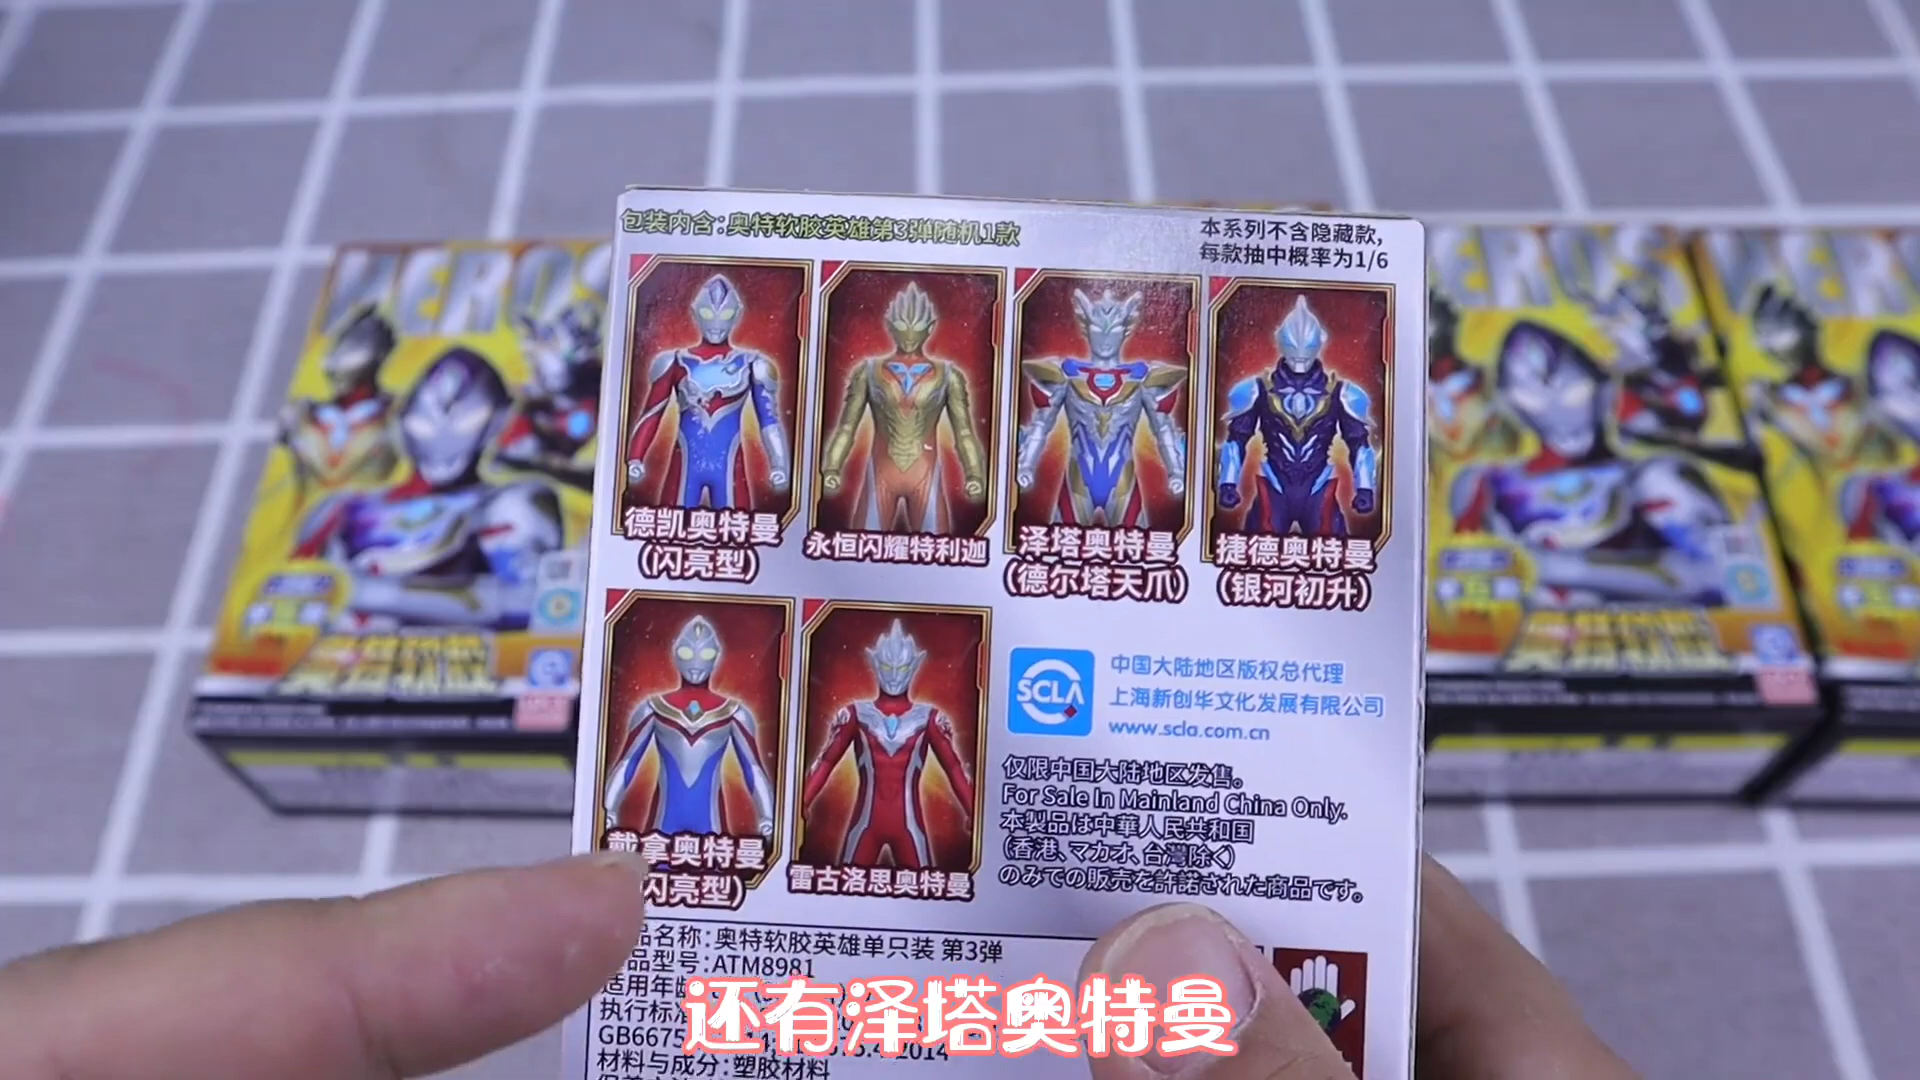 包装内含:奥特软胶英雄第3弹随机1款
本系列不含隐藏款,
每款抽中概率为1/6
德凯奥特曼
(闪亮型)
永恒闪耀特利迦
泽塔奥特曼
(德尔塔天爪)
捷德奥特曼
(银河初升)
戴拿奥特曼
闪亮型)
雷古洛思奥特曼
SCLA
中国大陆地区版权总代理
上海新创华文化发展有限公司
www.scla.com.cn
仅限中国大陆地区发售。
For Sale In Mainland China Only.
本製品は中華人民共和国
(香港、マカオ、台灣除く)
のみでの販売を許諾された商品です。
品名称:奥特软胶英雄单只装 第3弹
品型号:ATM8981
适用年龄
执行标准
GB6675
2014
材料与成分:塑胶材料
还有泽塔奥特曼